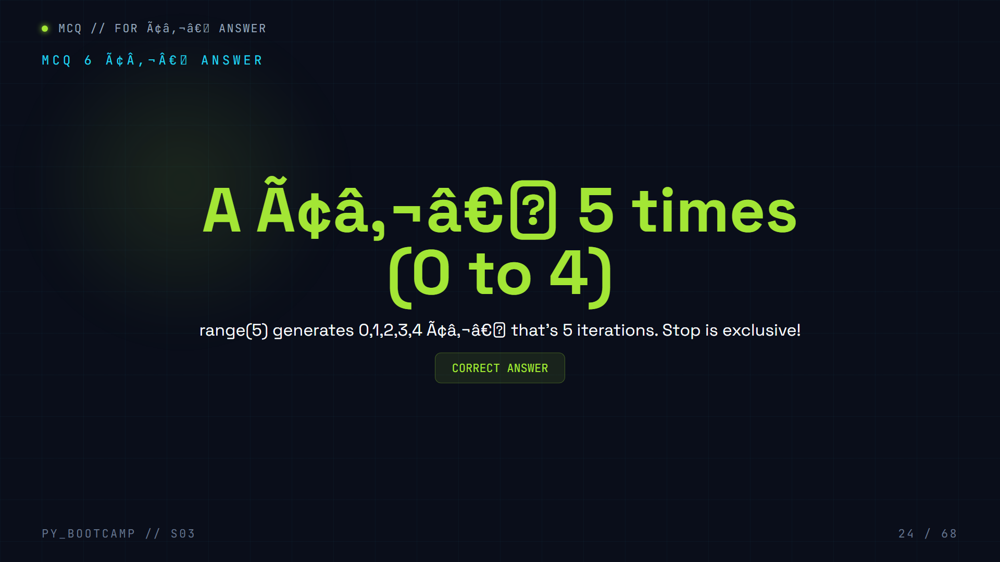 MCQ // FOR Ã¢â‚¬â€� ANSWER
MCQ 6 Ã¢Â‚¬Â€� ANSWER
A Ã¢â‚¬â€� 5 times
(0 to 4)
range(5) generates 0,1,2,3,4 Ã¢â‚¬â€� that's 5 iterations. Stop is exclusive!
CORRECT ANSWER
PY_BOOTCAMP // S03
24 / 68